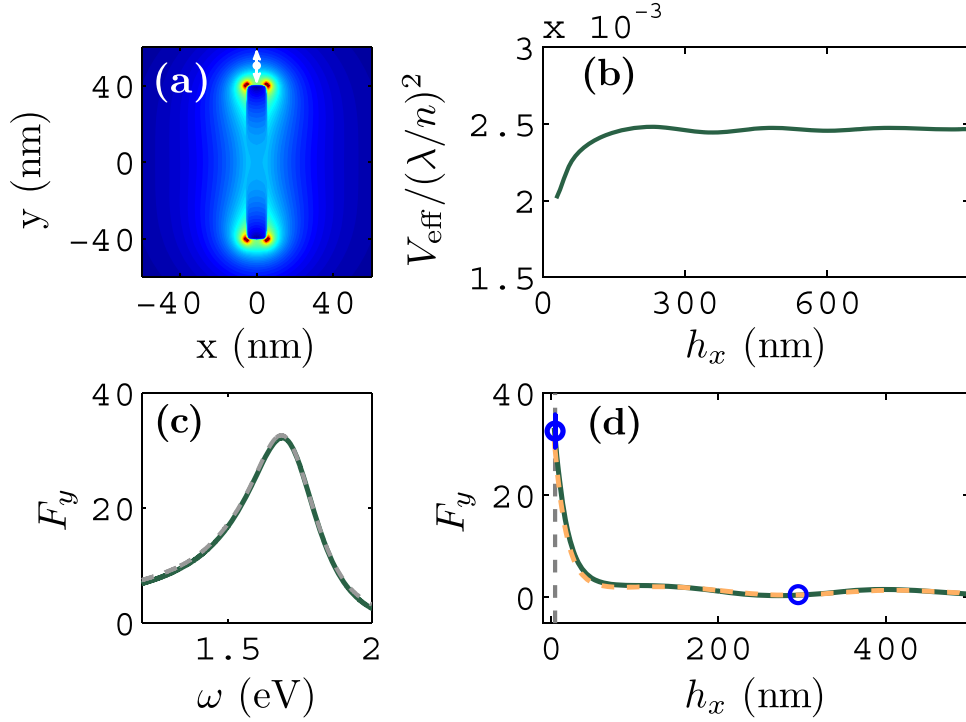 (a)
y (nm)
40
0
−40
−40 0 40
x (nm)
x 10⁻³
(b)
V_eff/(λ/n)²
3
2.5
2
1.5
0 300 600
h_x (nm)
(c)
F_y
40
20
0
1.5 2
ω (eV)
(d)
F_y
40
20
0
0 200 400
h_x (nm)